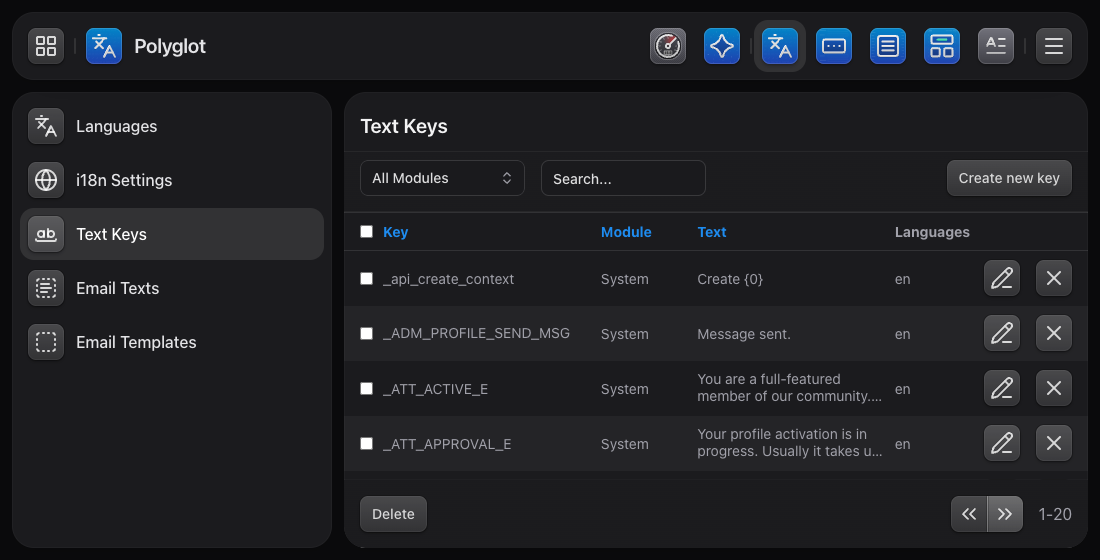 Polyglot
Languages
i18n Settings
Text Keys
Email Texts
Email Templates
Text Keys
All Modules
Search...
Create new key
Key Module Text Languages
_api_create_context System Create {0} en
_ADM_PROFILE_SEND_MSG System Message sent. en
_ATT_ACTIVE_E System You are a full-featured member of our community.... en
_ATT_APPROVAL_E System Your profile activation is in progress. Usually it takes u... en
Delete
1-20